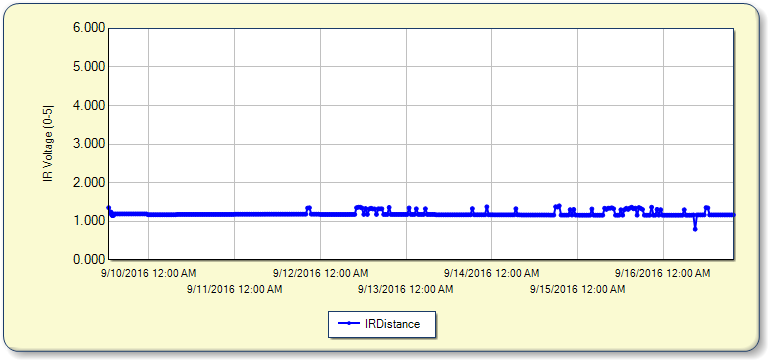 6.000
5.000
4.000
3.000
2.000
1.000
0.000
IR Voltage (0-5|
9/10/2016 12:00 AM
9/12/2016 12:00 AM
9/14/2016 12:00 AM
9/16/2016 12:00 AM
9/11/2016 12:00 AM
9/13/2016 12:00 AM
9/15/2016 12:00 AM
IRDistance